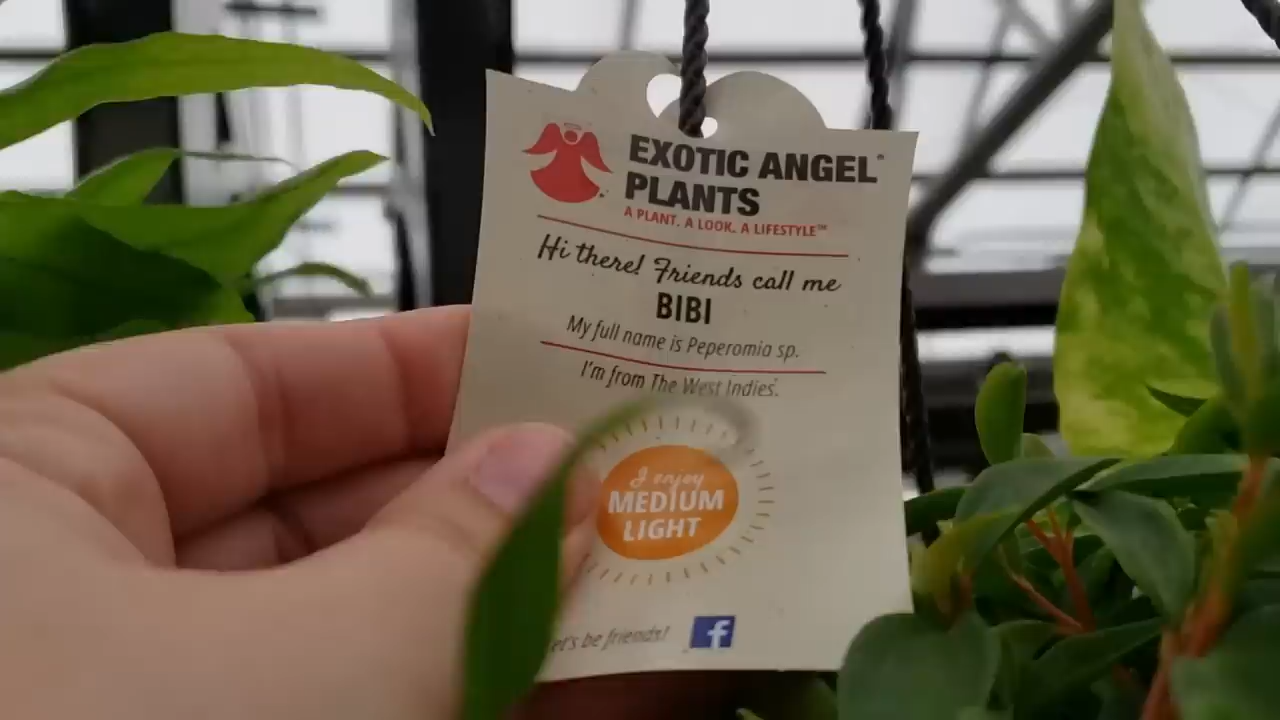 EXOTIC ANGEL®
PLANTS
A PLANT. A LOOK. A LIFESTYLE™
Hi there! Friends call me
BIBI
My full name is Peperomia sp.
I'm from The West Indies.
I enjoy
MEDIUM
LIGHT
et's be friends! f